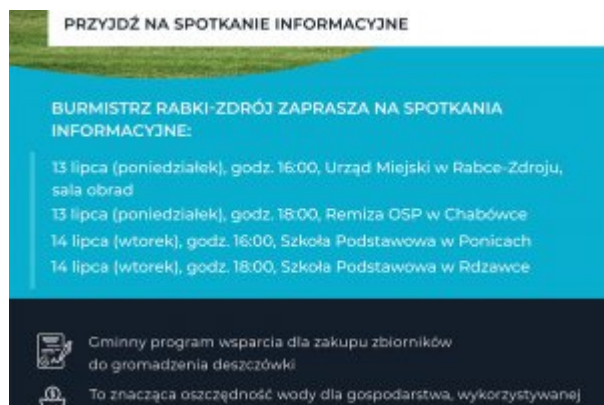 PRZYJDŹ NA SPOTKANIE INFORMACYJNE
BURMISTRZ RABKI-ZDRÓJ ZAPRASZA NA SPOTKANIA
INFORMACYJNE:
13 lipca (poniedziałek), godz. 16:00, Urząd Miejski w Rabce-Zdroju,
sala obrad
13 lipca (poniedziałek), godz. 18:00, Remiza OSP w Chabówce
14 lipca (wtorek), godz. 16:00, Szkoła Podstawowa w Ponicach
14 lipca (wtorek), godz. 18:00, Szkoła Podstawowa w Rdzawce
Gminny program wsparcia dla zakupu zbiorników
do gromadzenia deszczówki
To znacząca oszczędność wody dla gospodarstwa, wykorzystywanej